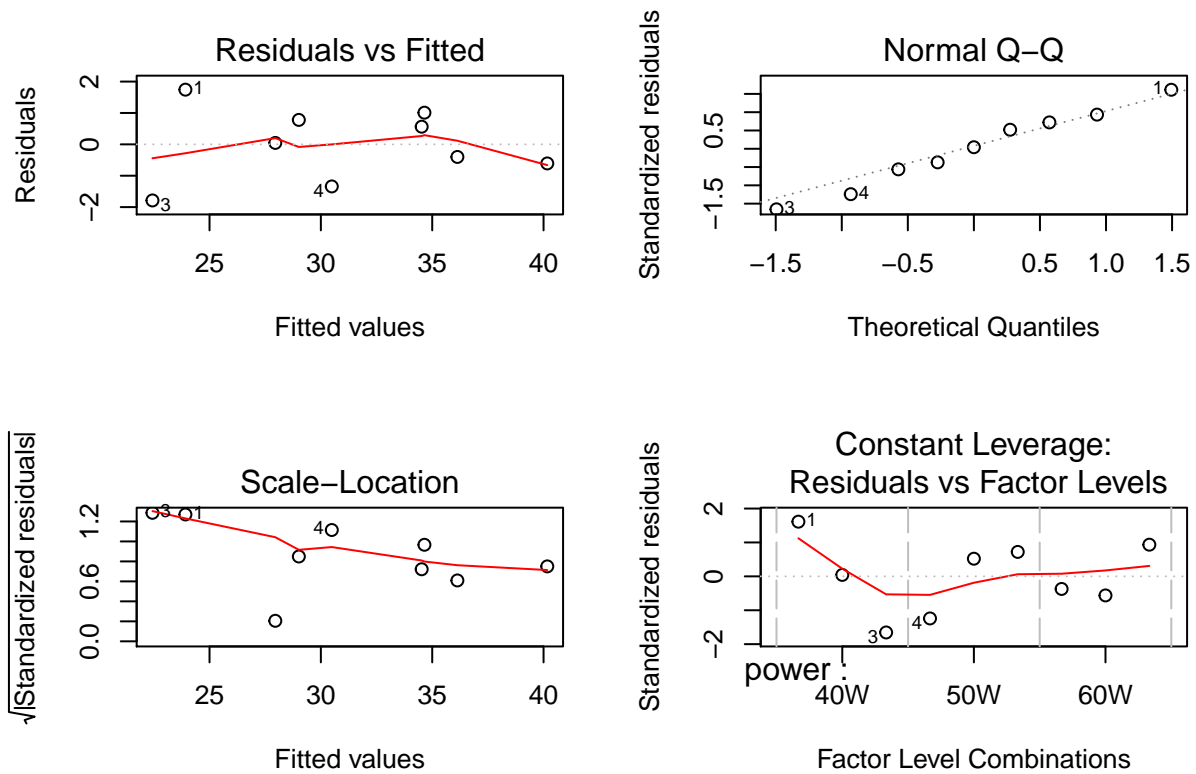 Residuals vs Fitted
Residuals
2
0
−2
1
3
4
25
30
35
40
Fitted values
Normal Q−Q
Standardized residuals
0.5
−1.5
3
4
1
−1.5
−0.5
0.5
1.0
1.5
Theoretical Quantiles
Scale−Location
√|Standardized residuals|
1.2
0.6
0.0
3
1
4
25
30
35
40
Fitted values
Constant Leverage:
Residuals vs Factor Levels
Standardized residuals
2
0
−2
1
3
4
power :
40W
50W
60W
Factor Level Combinations